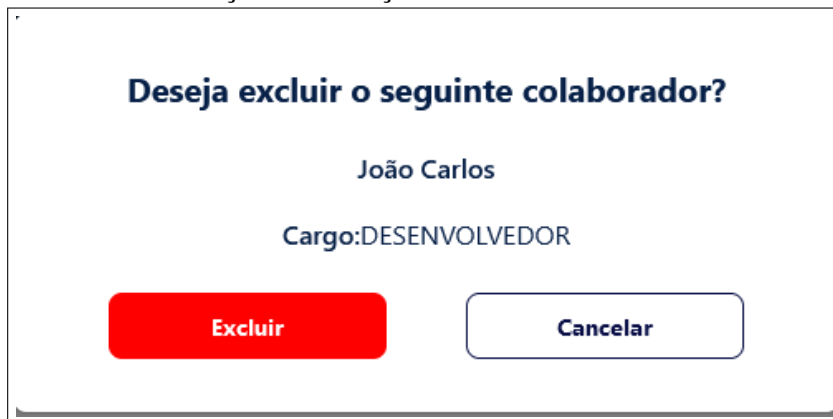 Deseja excluir o seguinte colaborador?
João Carlos
Cargo:DESENVOLVEDOR
Excluir
Cancelar